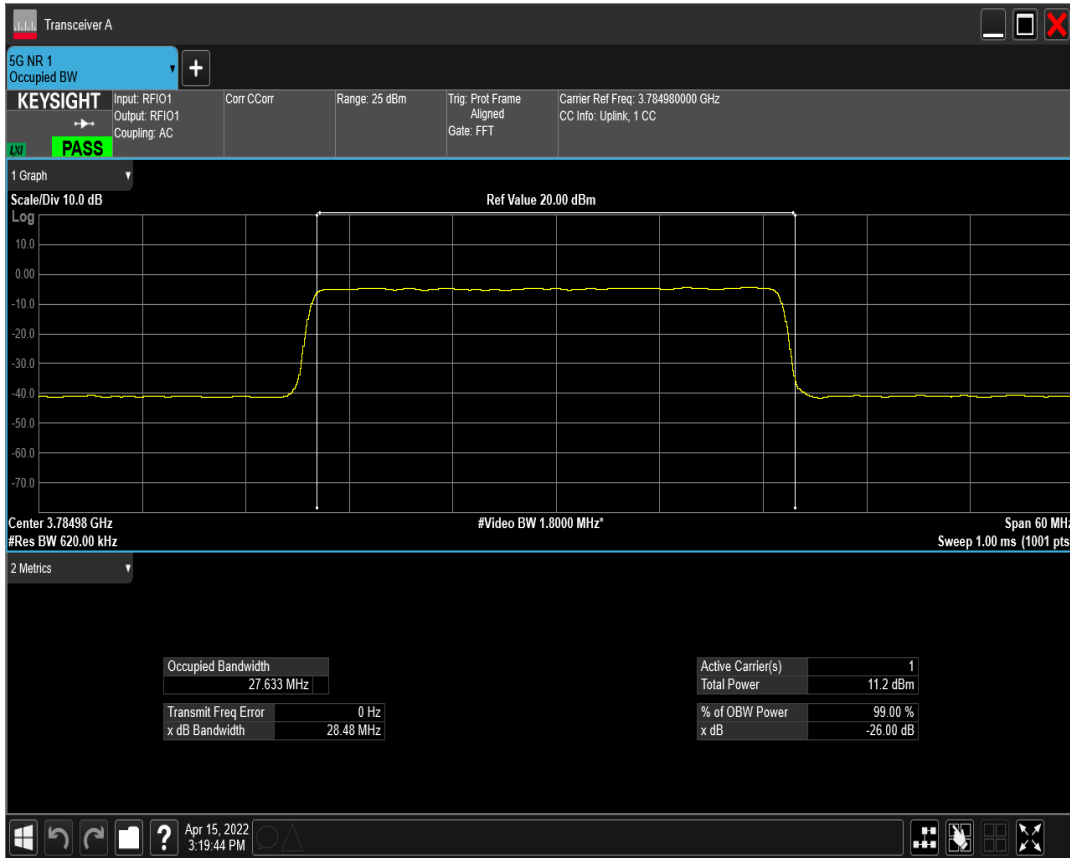 Transceiver A
5G NR 1
Occupied BW
+
KEYSIGHT
Input: RFIO1
Output: RFIO1
Coupling: AC
Corr CCorr
Range: 25 dBm
Trig: Prot Frame
Aligned
Gate: FFT
Carrier Ref Freq: 3.784980000 GHz
CC Info: Uplink, 1 CC
LXI
PASS
1 Graph
Scale/Div 10.0 dB
Ref Value 20.00 dBm
Log
10.0
0.00
-10.0
-20.0
-30.0
-40.0
-50.0
-60.0
-70.0
Center 3.78498 GHz
#Video BW 1.8000 MHz*
Span 60 MHz
#Res BW 620.00 kHz
Sweep 1.00 ms (1001 pts
2 Metrics
Occupied Bandwidth
27.633 MHz
Transmit Freq Error 0 Hz
x dB Bandwidth 28.48 MHz
Active Carrier(s) 1
Total Power 11.2 dBm
% of OBW Power 99.00 %
x dB -26.00 dB
?
Apr 15, 2022
3:19:44 PM